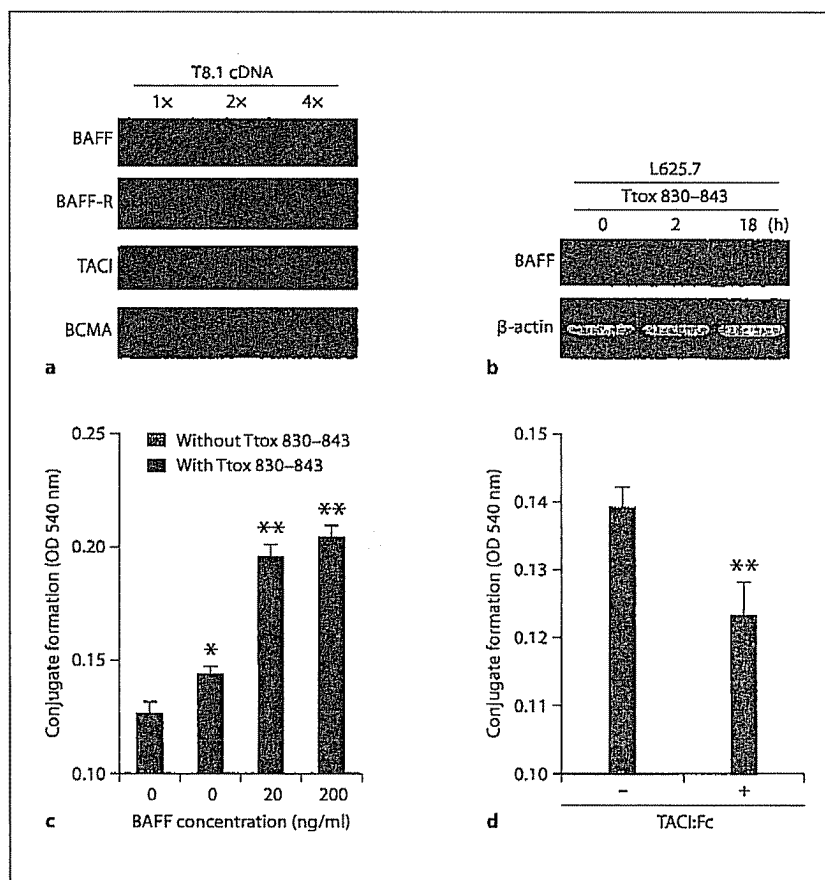 T8.1 cDNA
1× 2× 4×
BAFF
BAFF-R
TACI
BCMA
a
L625.7
Ttox 830–843
0 2 18 (h)
BAFF
β-actin
b
Conjugate formation (OD 540 nm)
0.25
0.20
0.15
0.10
Without Ttox 830–843
With Ttox 830–843
*
**
**
0 0 20 200
BAFF concentration (ng/ml)
c
Conjugate formation (OD 540 nm)
0.15
0.14
0.13
0.12
0.11
0.10
**
– +
TACI:Fc
d